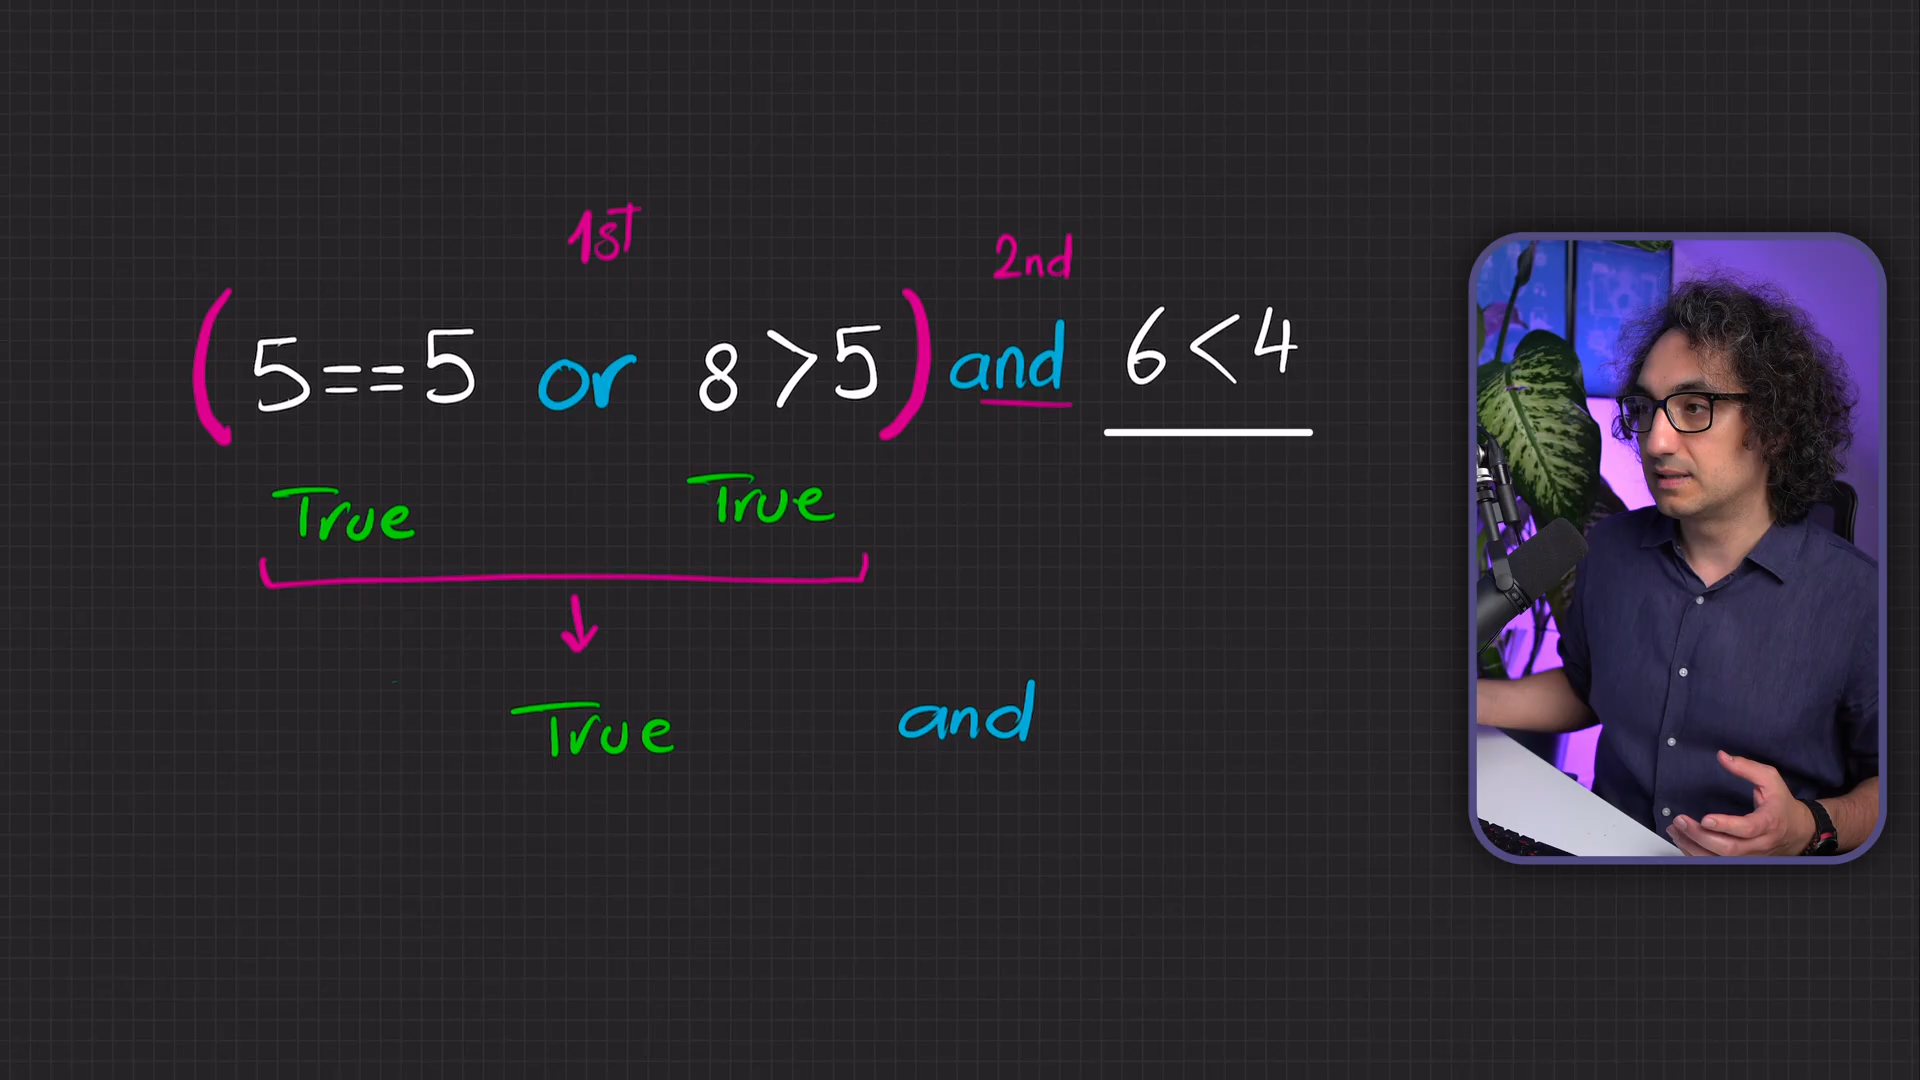 1st
2nd
(5==5 or 8>5) and 6<4
True True
True and